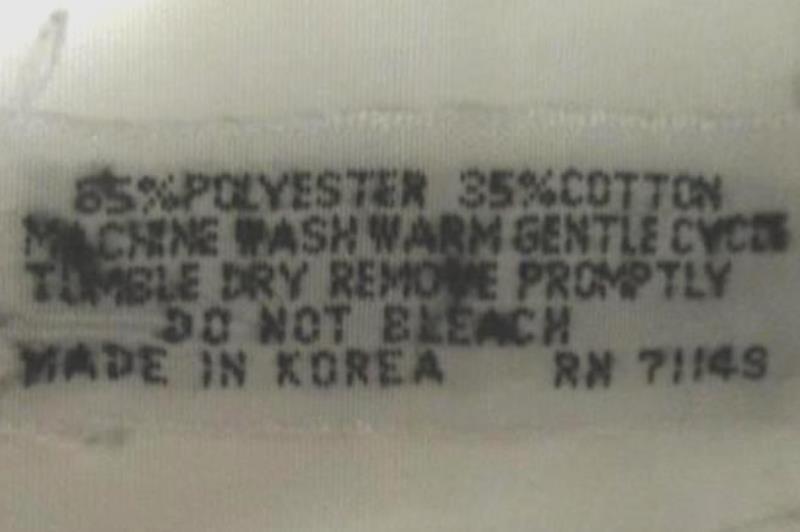 65%POLYESTER 35%COTTON
MACHINE WASH WARM GENTLE CYCLE
TUMBLE DRY REMOVE PROMPTLY
DO NOT BLEACH
MADE IN KOREA RN 71149